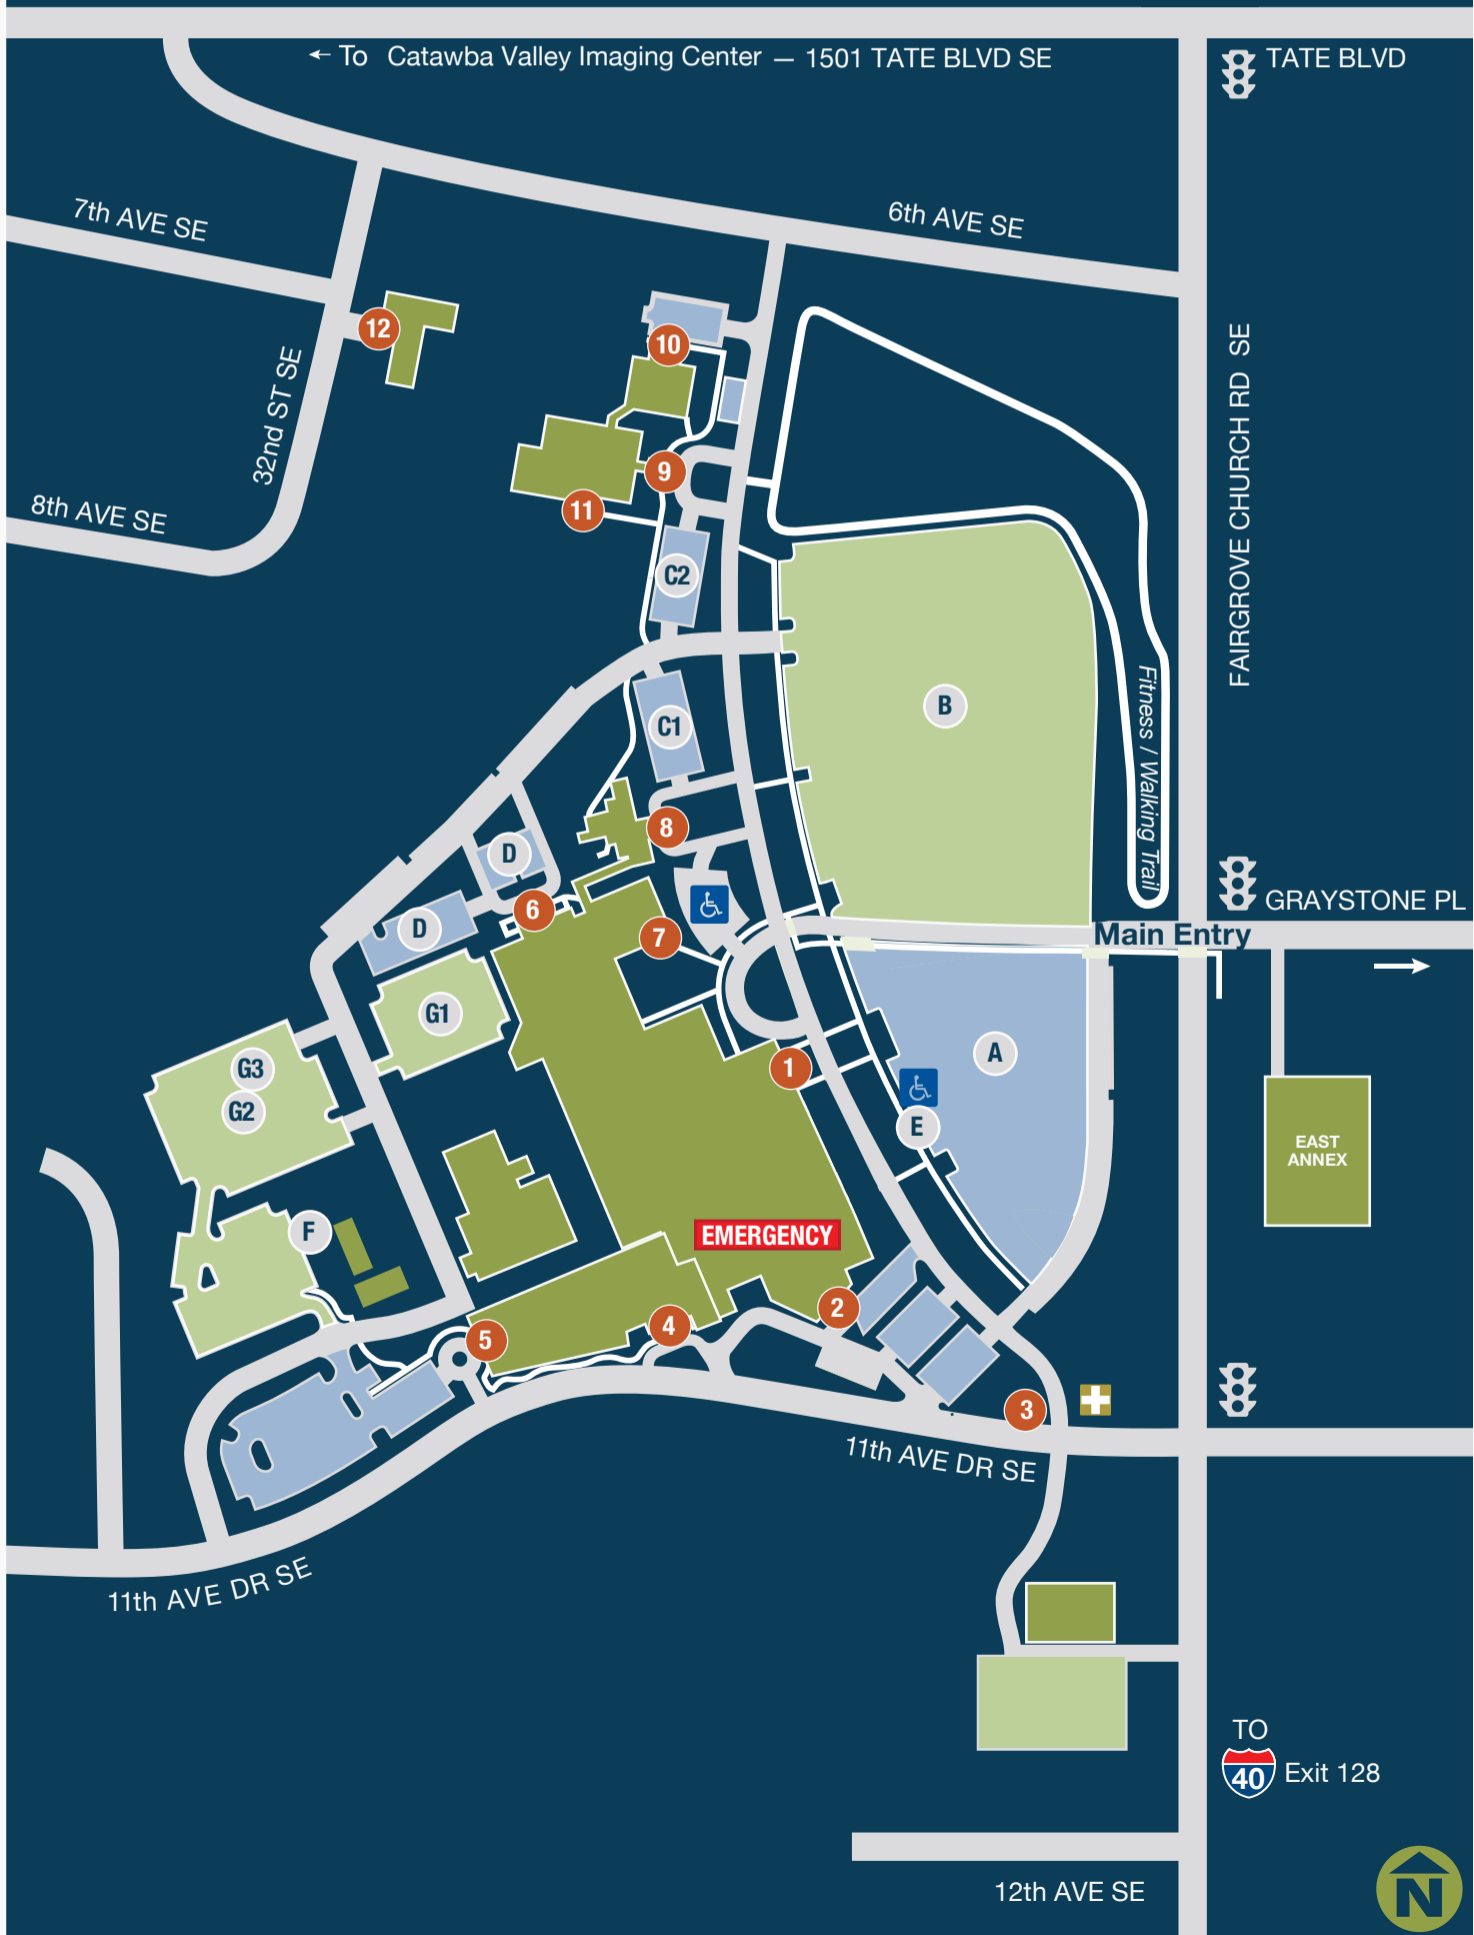 ← To Catawba Valley Imaging Center — 1501 TATE BLVD SE
TATE BLVD
7th AVE SE
6th AVE SE
12
10
32nd ST SE
FAIRGROVE CHURCH RD SE
9
11
8th AVE SE
C2
B
Fitness / Walking Trail
C1
8
D
GRAYSTONE PL
6
D
7
Main Entry
G1
A
G3
1
G2
E
EAST
ANNEX
F
EMERGENCY
2
4
5
3
11th AVE DR SE
11th AVE DR SE
TO
40 Exit 128
12th AVE SE
N